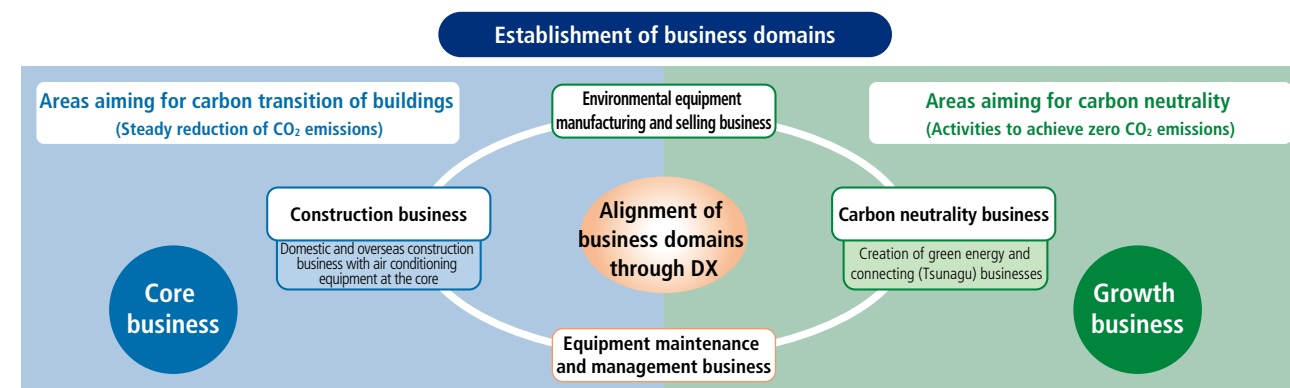 Establishment of business domains
Areas aiming for carbon transition of buildings
(Steady reduction of CO₂ emissions)
Environmental equipment
manufacturing and selling business
Areas aiming for carbon neutrality
(Activities to achieve zero CO₂ emissions)
Construction business
Domestic and overseas construction
business with air conditioning
equipment at the core
Alignment of
business domains
through DX
Carbon neutrality business
Creation of green energy and
connecting (Tsunagu) businesses
Core
business
Growth
business
Equipment maintenance
and management business